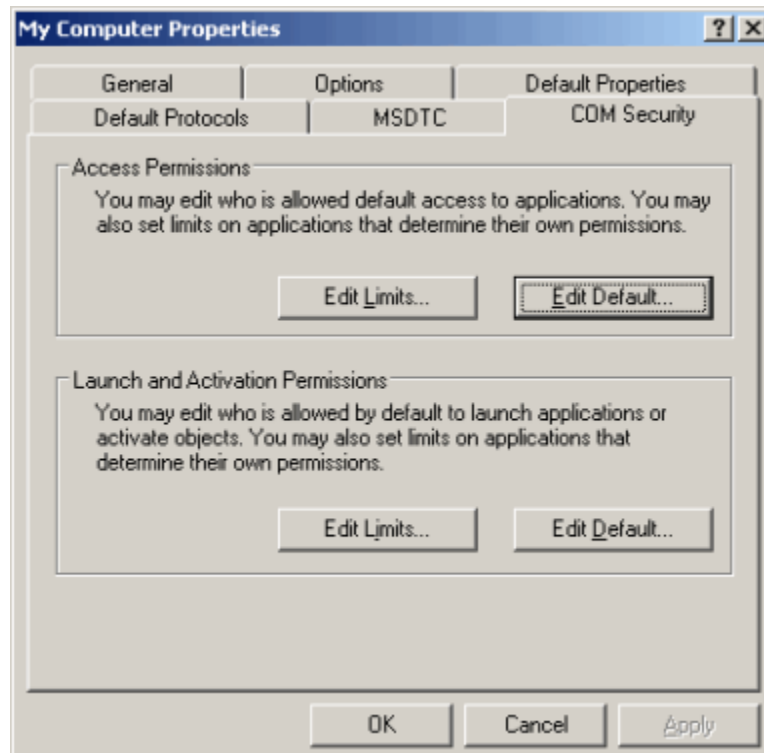 My Computer Properties
General
Options
Default Properties
Default Protocols
MSDTC
COM Security
Access Permissions
You may edit who is allowed default access to applications. You may
also set limits on applications that determine their own permissions.
Edit Limits...
Edit Default...
Launch and Activation Permissions
You may edit who is allowed by default to launch applications or
activate objects. You may also set limits on applications that
determine their own permissions.
Edit Limits...
Edit Default...
OK
Cancel
Apply